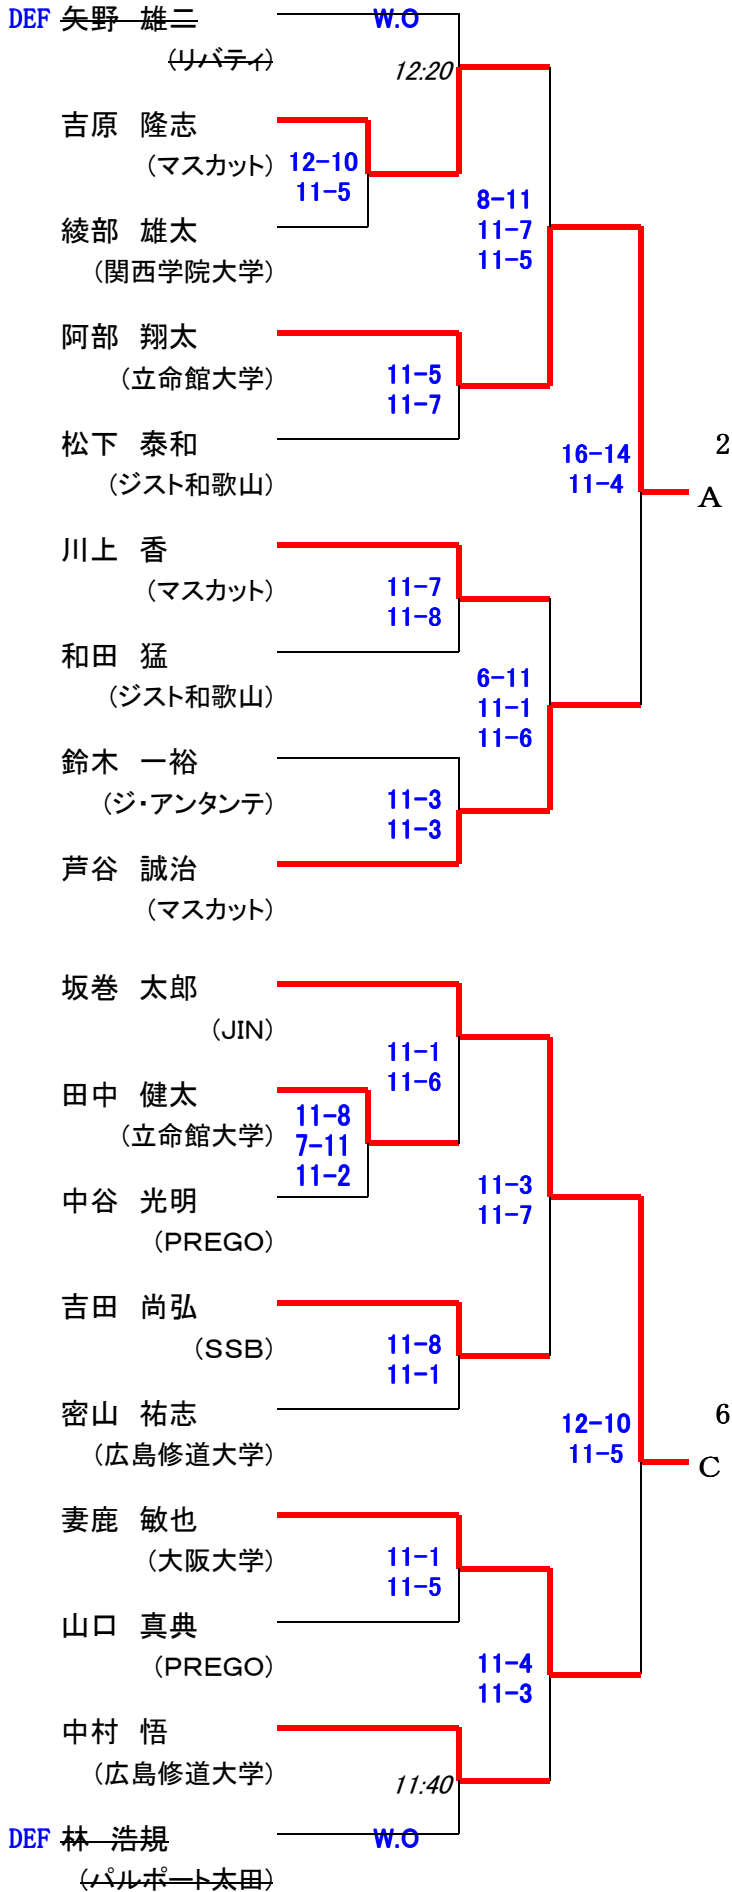 DEF 矢野 雄二 W.O
(リバティ) 12:20
吉原 隆志
(マスカット) 12-10
11-5
8-11
11-7
11-5
綾部 雄太
(関西学院大学)
阿部 翔太
(立命館大学) 11-5
11-7
松下 泰和
(ジスト和歌山)
16-14
11-4
2
A
川上 香
(マスカット) 11-7
11-8
和田 猛
(ジスト和歌山)
6-11
11-1
11-6
鈴木 一裕
(ジ・アンタンテ) 11-3
11-3
芦谷 誠治
(マスカット)
坂巻 太郎
(JIN)
11-1
11-6
田中 健太
(立命館大学) 11-8
7-11
11-2
中谷 光明
(PREGO)
11-3
11-7
吉田 尚弘
(SSB) 11-8
11-1
密山 祐志
(広島修道大学)
12-10
11-5
6
C
妻鹿 敏也
(大阪大学) 11-1
11-5
山口 真典
(PREGO) 11-4
11-3
中村 悟
(広島修道大学) 11:40
DEF 林 浩規 W.O
(パルポート太田)